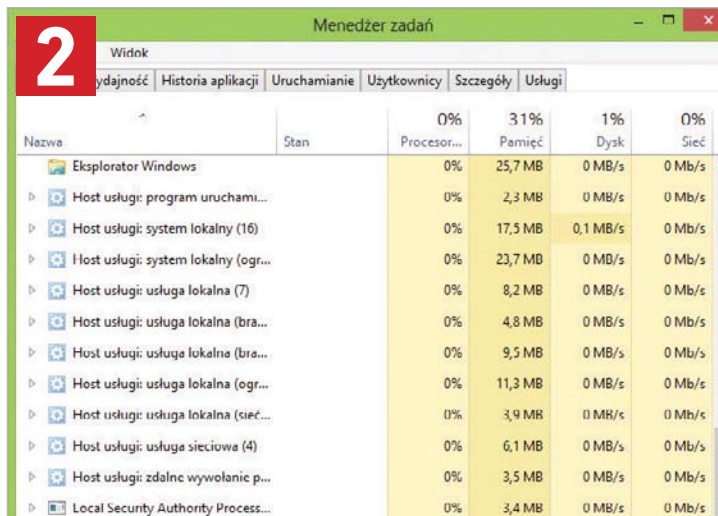 Menedżer zadań
2
Widok
ydajność Historia aplikacji Uruchamianie Użytkownicy Szczegóły Usługi
0% 31% 1% 0%
Nazwa Stan Procesor... Pamięć Dysk Sieć
Eksplorator Windows 0% 25,7 MB 0 MB/s 0 Mb/s
Host usługi: program uruchami... 0% 2,3 MB 0 MB/s 0 Mb/s
Host usługi: system lokalny (16) 0% 17,5 MB 0,1 MB/s 0 Mb/s
Host usługi: system lokalny (ogr... 0% 23,7 MB 0 MB/s 0 Mb/s
Host usługi: usługa lokalna (7) 0% 8,2 MB 0 MB/s 0 Mb/s
Host usługi: usługa lokalna (bra... 0% 4,8 MB 0 MB/s 0 Mb/s
Host usługi: usługa lokalna (bra... 0% 9,5 MB 0 MB/s 0 Mb/s
Host usługi: usługa lokalna (ogr... 0% 11,3 MB 0 MB/s 0 Mb/s
Host usługi: usługa lokalna (sieć... 0% 3,9 MB 0 MB/s 0 Mb/s
Host usługi: usługa sieciowa (4) 0% 6,1 MB 0 MB/s 0 Mb/s
Host usługi: zdalne wywołanie p... 0% 3,5 MB 0 MB/s 0 Mb/s
Local Security Authority Process... 0% 3,4 MB 0 MB/s 0 Mb/s